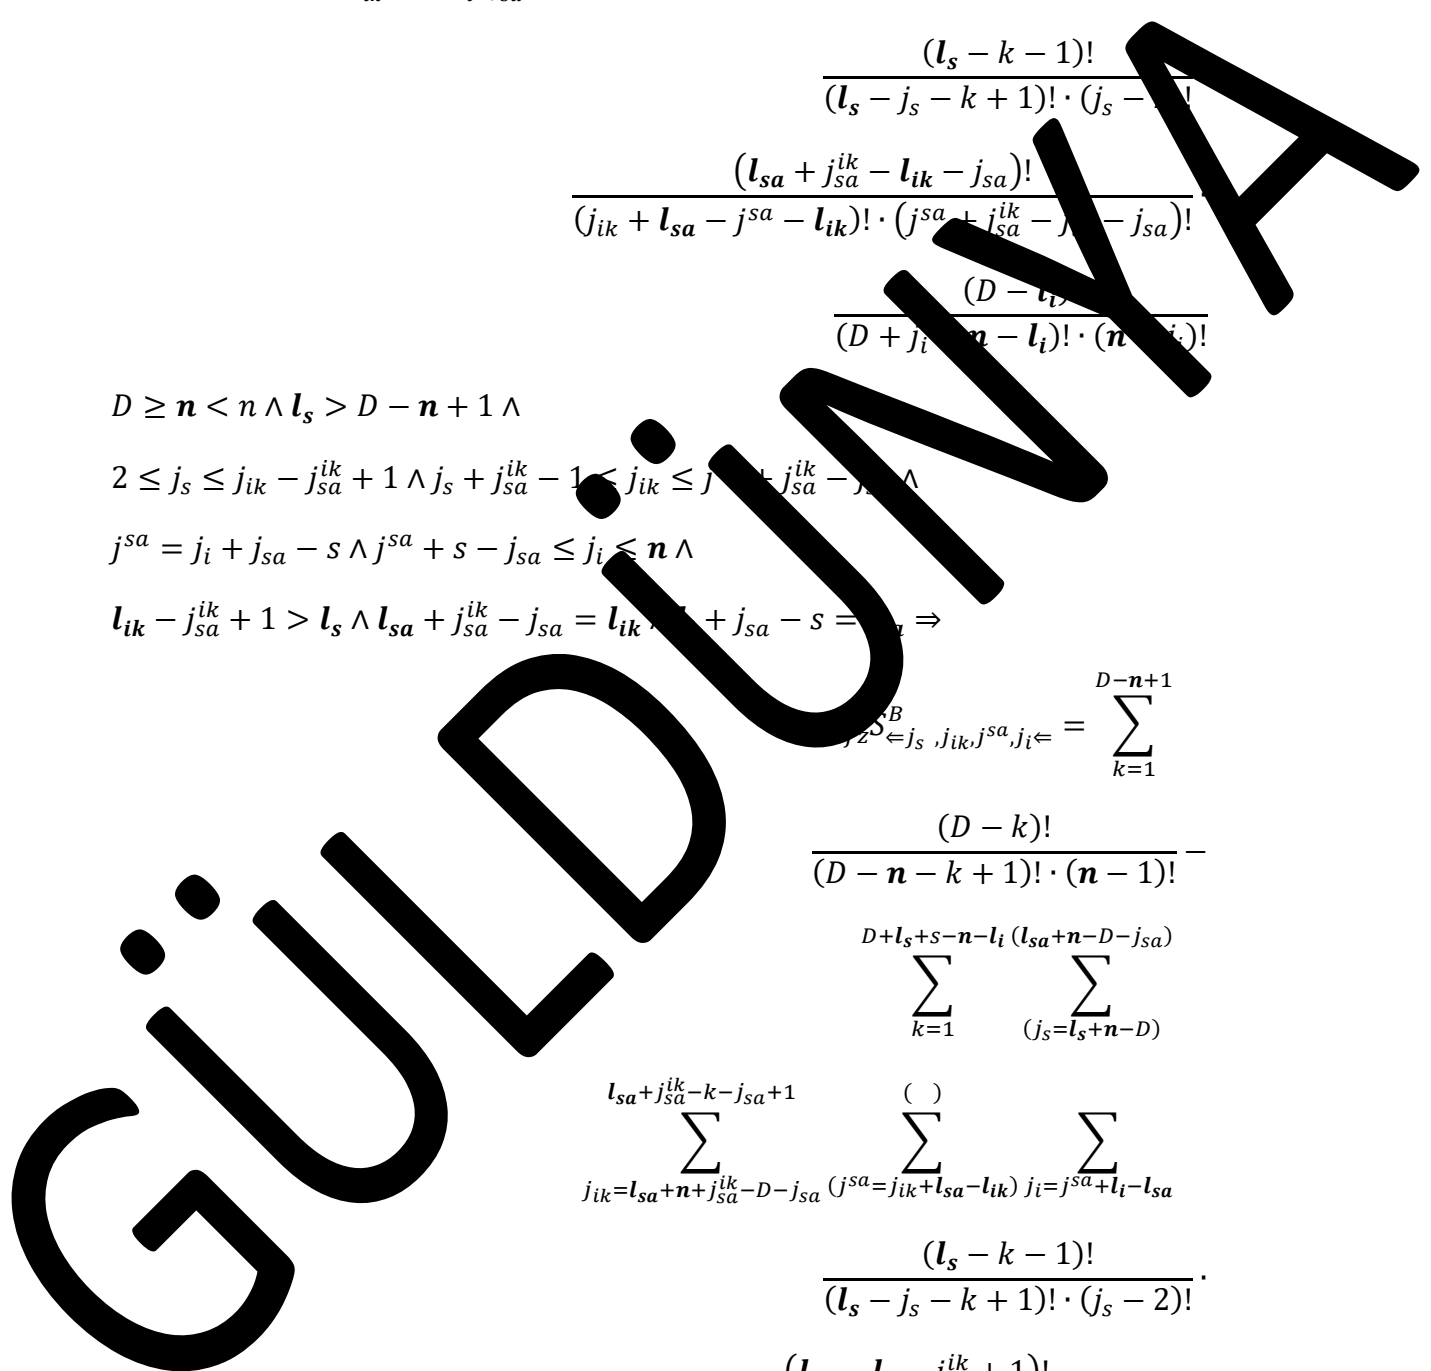 (l_s − k − 1)!
(l_s − j_s − k + 1)! · (j_s −
(l_sa + j_sa^ik − l_ik − j_sa)!
(j_ik + l_sa − j^sa − l_ik)! · (j^sa + j_sa^ik − − j_sa)!
(D − l_i)
(D + j_i n − l_i)! · (n )!
D ≥ n < n ∧ l_s > D − n + 1 ∧
2 ≤ j_s ≤ j_ik − j_sa^ik + 1 ∧ j_s + j_sa^ik − 1 ≤ j_ik ≤ j + j_sa^ik − ∧
j^sa = j_i + j_sa − s ∧ j^sa + s − j_sa ≤ j_i ≤ n ∧
l_ik − j_sa^ik + 1 > l_s ∧ l_sa + j_sa^ik − j_sa = l_ik + j_sa − s = ⇒
S^B_⇐j_s ,j_ik,j^sa,j_i⇐ =
D−n+1
∑
k=1
(D − k)!
(D − n − k + 1)! · (n − 1)! −
D+l_s+s−n−l_i (l_sa+n−D−j_sa)
∑ ∑
k=1 (j_s=l_s+n−D)
l_sa+j_sa^ik−k−j_sa+1 ( )
∑ ∑ ∑
j_ik=l_sa+n+j_sa^ik−D−j_sa (j^sa=j_ik+l_sa−l_ik) j_i=j^sa+l_i−l_sa
(l_s − k − 1)!
(l_s − j_s − k + 1)! · (j_s − 2)! ·
GÜLDÜNYA